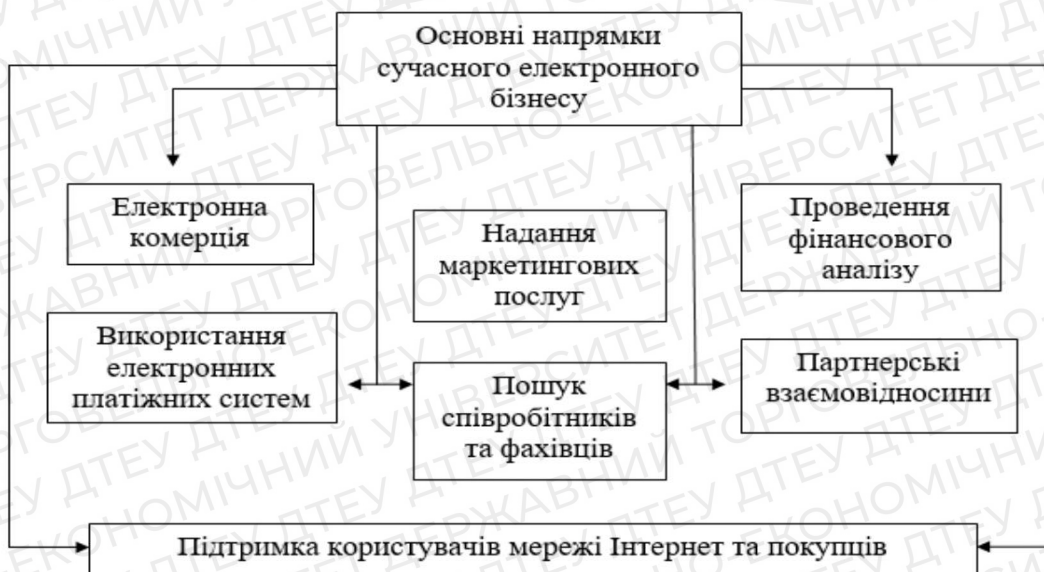 Основні напрямки
сучасного електронного
бізнесу
Електронна
комерція
Надання
маркетингових
послуг
Проведення
фінансового
аналізу
Використання
електронних
платіжних систем
Пошук
співробітників
та фахівців
Партнерські
взаємовідносини
Підтримка користувачів мережі Інтернет та покупців